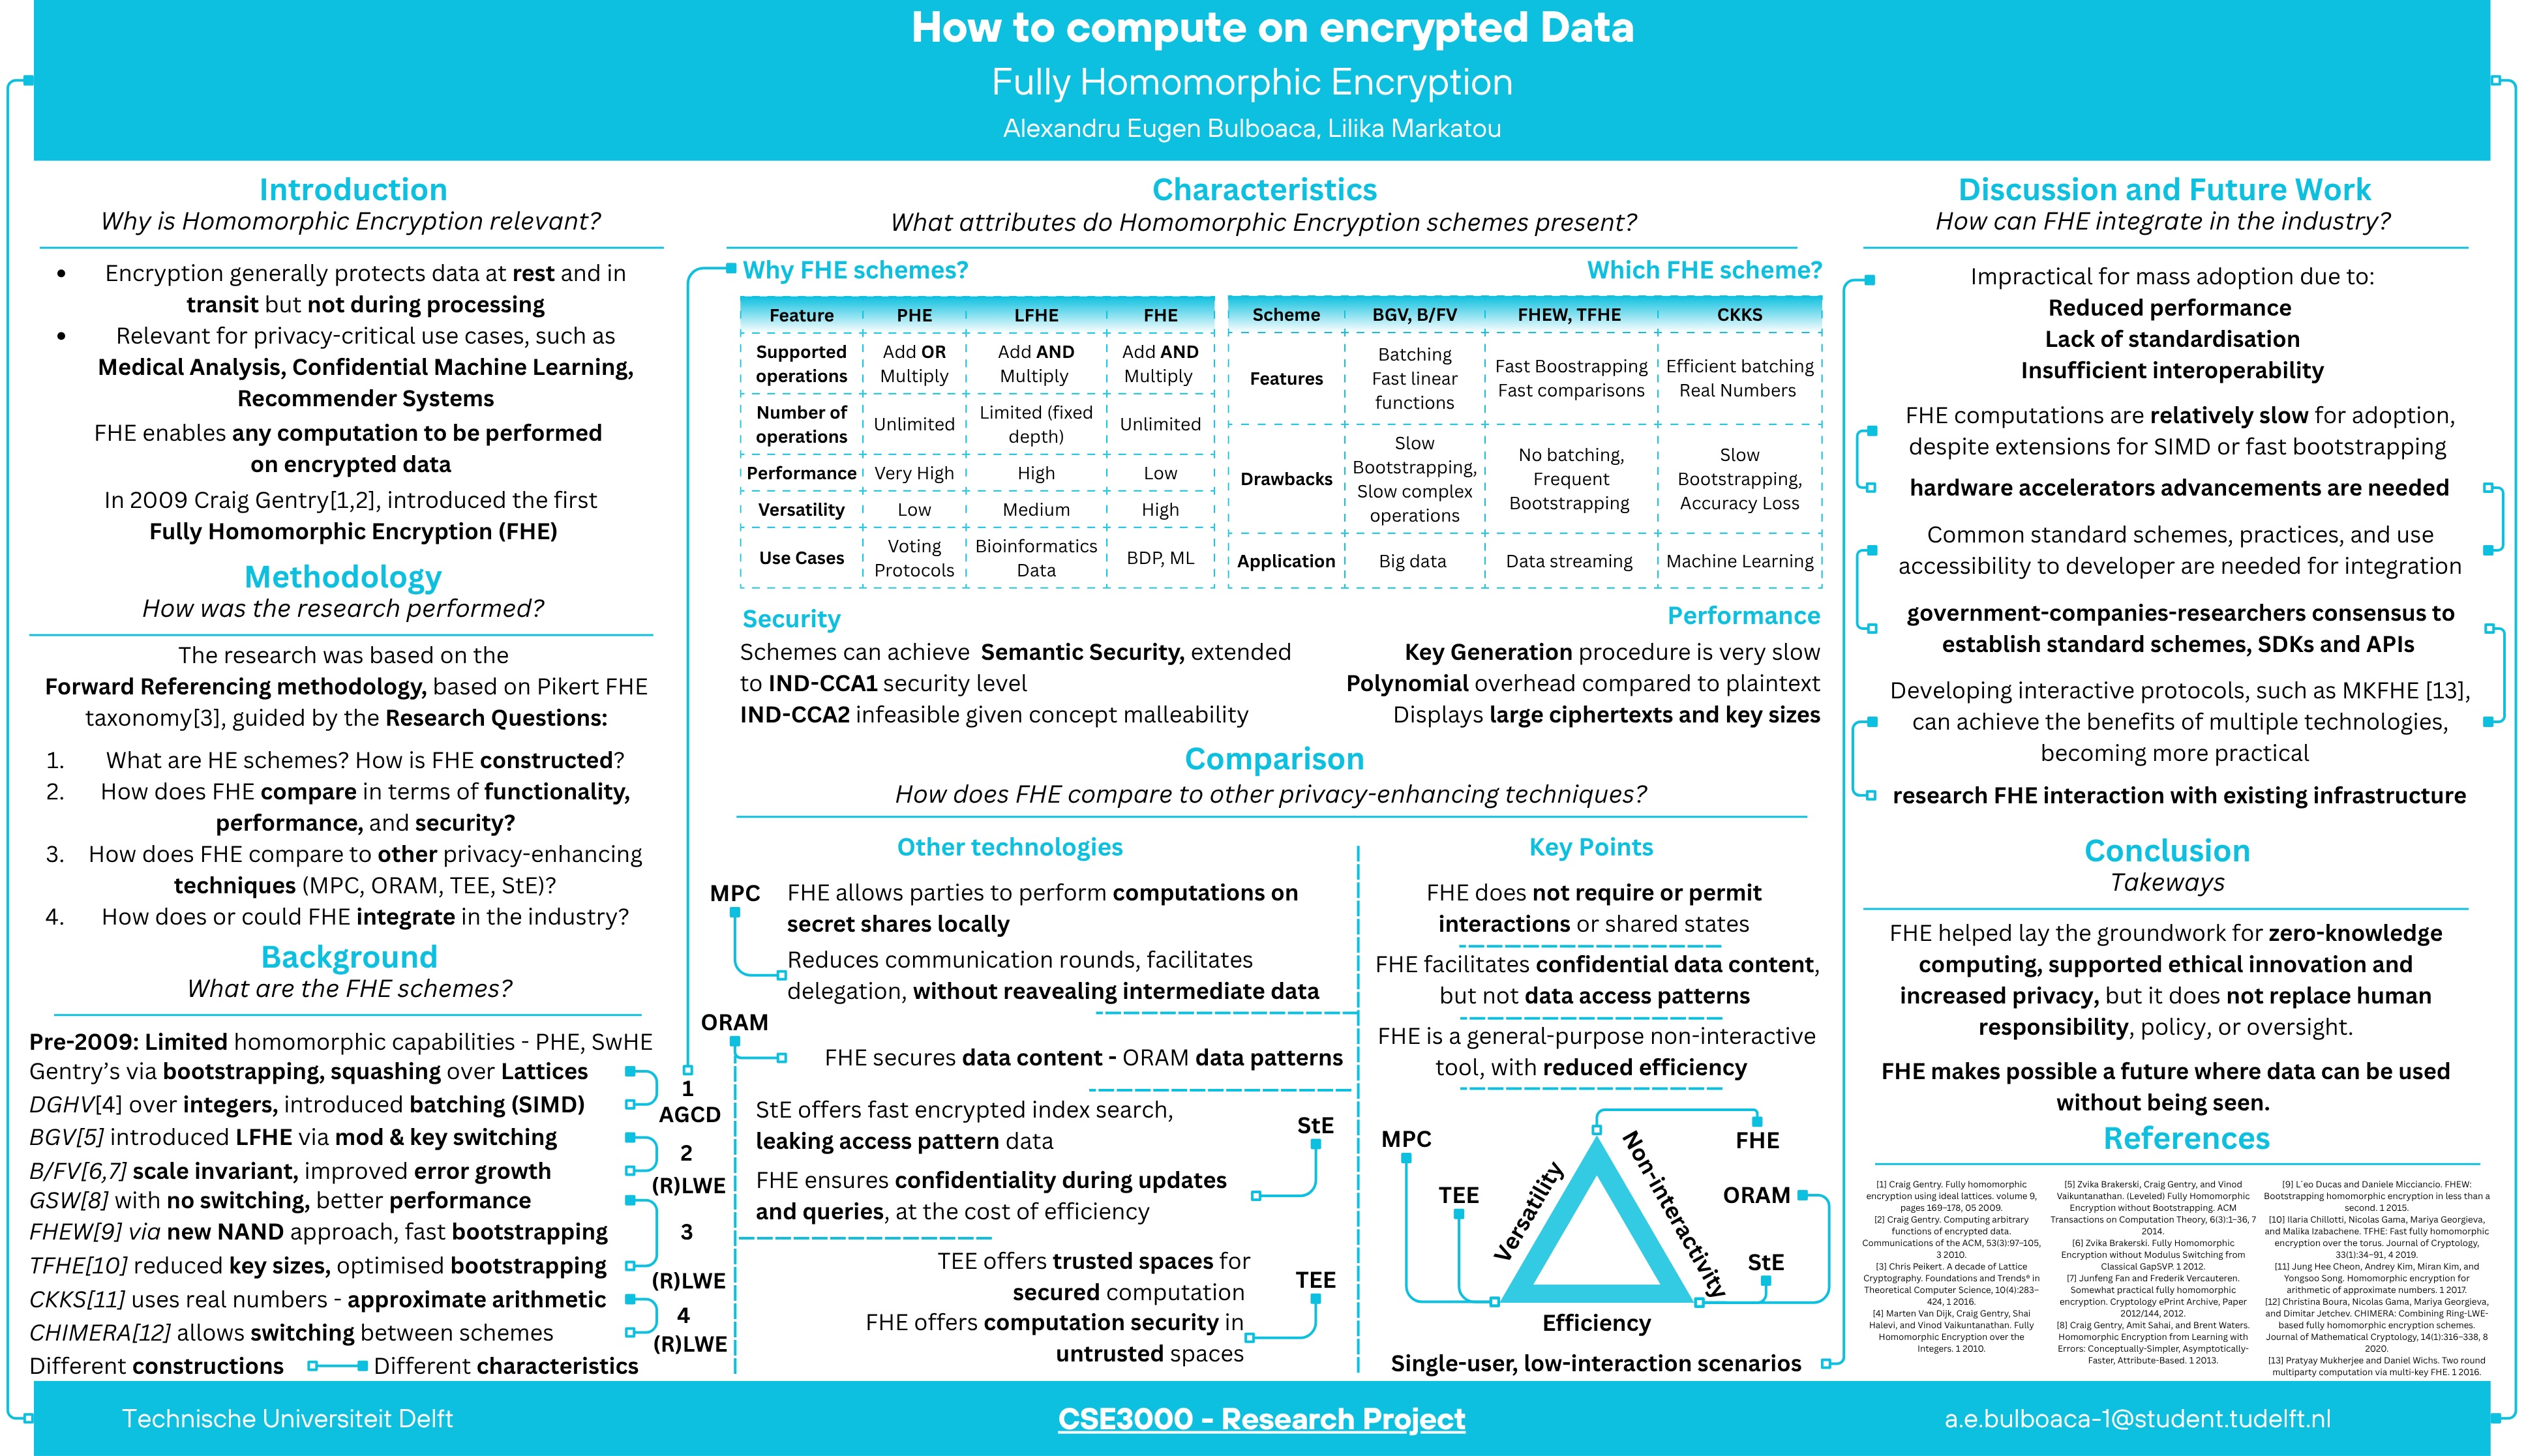 How to compute on encrypted Data
Fully Homomorphic Encryption
Alexandru Eugen Bulboaca, Lilika Markatou
Introduction
Why is Homomorphic Encryption relevant?
• Encryption generally protects data at rest and in
transit but not during processing
• Relevant for privacy-critical use cases, such as
Medical Analysis, Confidential Machine Learning,
Recommender Systems
FHE enables any computation to be performed
on encrypted data
In 2009 Craig Gentry[1,2], introduced the first
Fully Homomorphic Encryption (FHE)
Methodology
How was the research performed?
The research was based on the
Forward Referencing methodology, based on Pikert FHE
taxonomy[3], guided by the Research Questions:
1. What are HE schemes? How is FHE constructed?
2. How does FHE compare in terms of functionality,
performance, and security?
3. How does FHE compare to other privacy-enhancing
techniques (MPC, ORAM, TEE, StE)?
4. How does or could FHE integrate in the industry?
Background
What are the FHE schemes?
Pre-2009: Limited homomorphic capabilities - PHE, SwHE
Gentry's via bootstrapping, squashing over Lattices
DGHV[4] over integers, introduced batching (SIMD)
BGV[5] introduced LFHE via mod & key switching
B/FV[6,7] scale invariant, improved error growth
GSW[8] with no switching, better performance
FHEW[9] via new NAND approach, fast bootstrapping
TFHE[10] reduced key sizes, optimised bootstrapping
CKKS[11] uses real numbers - approximate arithmetic
CHIMERA[12] allows switching between schemes
Different constructions Different characteristics
1
AGCD
2
(R)LWE
3
(R)LWE
4
(R)LWE
Characteristics
What attributes do Homomorphic Encryption schemes present?
Why FHE schemes?
Feature PHE LFHE FHE
Supported operations Add OR Multiply Add AND Multiply Add AND Multiply
Number of operations Unlimited Limited (fixed depth) Unlimited
Performance Very High High Low
Versatility Low Medium High
Use Cases Voting Protocols Bioinformatics Data BDP, ML
Which FHE scheme?
Scheme BGV, B/FV FHEW, TFHE CKKS
Features Batching Fast linear functions Fast Boostrapping Fast comparisons Efficient batching Real Numbers
Drawbacks Slow Bootstrapping, Slow complex operations No batching, Frequent Bootstrapping Slow Bootstrapping, Accuracy Loss
Application Big data Data streaming Machine Learning
Security
Schemes can achieve Semantic Security, extended
to IND-CCA1 security level
IND-CCA2 infeasible given concept malleability
Performance
Key Generation procedure is very slow
Polynomial overhead compared to plaintext
Displays large ciphertexts and key sizes
Comparison
How does FHE compare to other privacy-enhancing techniques?
Other technologies
MPC
FHE allows parties to perform computations on
secret shares locally
Reduces communication rounds, facilitates
delegation, without reavealing intermediate data
ORAM
FHE secures data content - ORAM data patterns
StE offers fast encrypted index search,
leaking access pattern data
StE
FHE ensures confidentiality during updates
and queries, at the cost of efficiency
TEE offers trusted spaces for
secured computation
TEE
FHE offers computation security in
untrusted spaces
Key Points
FHE does not require or permit
interactions or shared states
FHE facilitates confidential data content,
but not data access patterns
FHE is a general-purpose non-interactive
tool, with reduced efficiency
MPC
TEE
Versatility
Non-interactivity
FHE
ORAM
StE
Efficiency
Single-user, low-interaction scenarios
Discussion and Future Work
How can FHE integrate in the industry?
Impractical for mass adoption due to:
Reduced performance
Lack of standardisation
Insufficient interoperability
FHE computations are relatively slow for adoption,
despite extensions for SIMD or fast bootstrapping
hardware accelerators advancements are needed
Common standard schemes, practices, and use
accessibility to developer are needed for integration
government-companies-researchers consensus to
establish standard schemes, SDKs and APIs
Developing interactive protocols, such as MKFHE [13],
can achieve the benefits of multiple technologies,
becoming more practical
research FHE interaction with existing infrastructure
Conclusion
Takeways
FHE helped lay the groundwork for zero-knowledge
computing, supported ethical innovation and
increased privacy, but it does not replace human
responsibility, policy, or oversight.
FHE makes possible a future where data can be used
without being seen.
References
[1] Craig Gentry. Fully homomorphic
encryption using ideal lattices. volume 9,
pages 169–178, 05 2009.
[2] Craig Gentry. Computing arbitrary
functions of encrypted data.
Communications of the ACM, 53(3):97–105,
3 2010.
[3] Chris Peikert. A decade of Lattice
Cryptography. Foundations and Trends® in
Theoretical Computer Science, 10(4):283–
424, 1 2016.
[4] Marten Van Dijk, Craig Gentry, Shai
Halevi, and Vinod Vaikuntanathan. Fully
Homomorphic Encryption over the
Integers. 1 2010.
[5] Zvika Brakerski, Craig Gentry, and Vinod
Vaikuntanathan. (Leveled) Fully Homomorphic
Encryption without Bootstrapping. ACM
Transactions on Computation Theory, 6(3):1–36, 7
2014.
[6] Zvika Brakerski. Fully Homomorphic
Encryption without Modulus Switching from
Classical GapSVP. 1 2012.
[7] Junfeng Fan and Frederik Vercauteren.
Somewhat practical fully homomorphic
encryption. Cryptology ePrint Archive, Paper
2012/144, 2012.
[8] Craig Gentry, Amit Sahai, and Brent Waters.
Homomorphic Encryption from Learning with
Errors: Conceptually-Simpler, Asymptotically-
Faster, Attribute-Based. 1 2013.
[9] L´eo Ducas and Daniele Micciancio. FHEW:
Bootstrapping homomorphic encryption in less than a
second. 1 2015.
[10] Ilaria Chillotti, Nicolas Gama, Mariya Georgieva,
and Malika Izabachene. TFHE: Fast fully homomorphic
encryption over the torus. Journal of Cryptology,
33(1):34–91, 4 2019.
[11] Jung Hee Cheon, Andrey Kim, Miran Kim, and
Yongsoo Song. Homomorphic encryption for
arithmetic of approximate numbers. 1 2017.
[12] Christina Boura, Nicolas Gama, Mariya Georgieva,
and Dimitar Jetchev. CHIMERA: Combining Ring-LWE-
based fully homomorphic encryption schemes.
Journal of Mathematical Cryptology, 14(1):316–338, 8
2020.
[13] Pratyay Mukherjee and Daniel Wichs. Two round
multiparty computation via multi-key FHE. 1 2016.
Technische Universiteit Delft
CSE3000 - Research Project
a.e.bulboaca-1@student.tudelft.nl